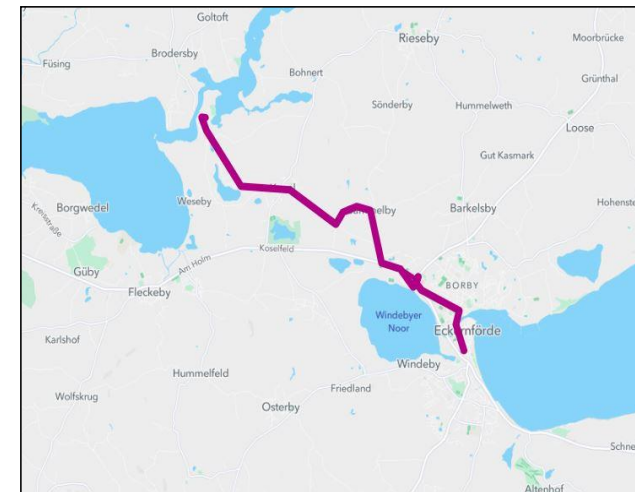 Goltoft
Brodersby
Füsing
Rieseby
Moorbrücke
Bohnert
Grünthal
Sönderby
Hummelweth
Loose
Gut Kasmark
Weseby
Borgwedel
Kreisstraße
Barkelsby
Hohenste
Koselfeld
Am Holm
Güby
Fleckeby
BORBY
Windebyer
Noor
Eckernförde
Karlshof
Hummelfeld
Windeby
Friedland
Wolfskrug
Osterby
Schne
Altenhof